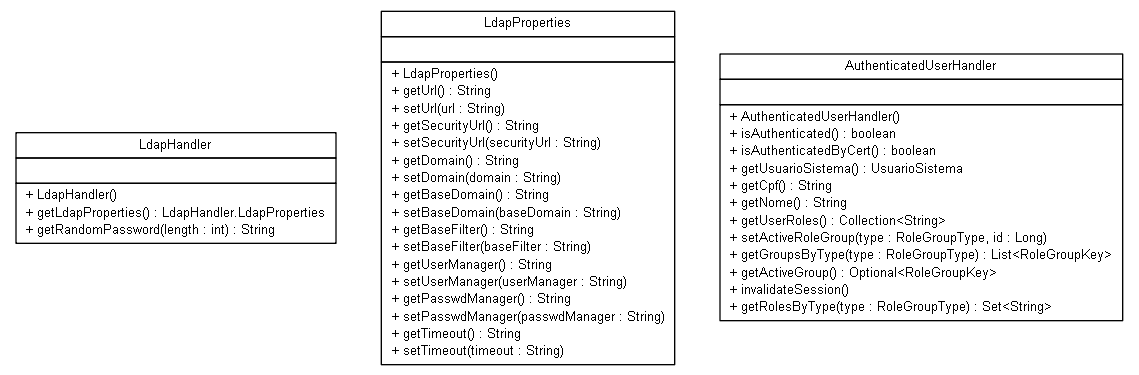 LdapHandler
+ LdapHandler()
+ getLdapProperties() : LdapHandler.LdapProperties
+ getRandomPassword(length : int) : String
LdapProperties
+ LdapProperties()
+ getUrl() : String
+ setUrl(url : String)
+ getSecurityUrl() : String
+ setSecurityUrl(securityUrl : String)
+ getDomain() : String
+ setDomain(domain : String)
+ getBaseDomain() : String
+ setBaseDomain(baseDomain : String)
+ getBaseFilter() : String
+ setBaseFilter(baseFilter : String)
+ getUserManager() : String
+ setUserManager(userManager : String)
+ getPasswdManager() : String
+ setPasswdManager(passwdManager : String)
+ getTimeout() : String
+ setTimeout(timeout : String)
AuthenticatedUserHandler
+ AuthenticatedUserHandler()
+ isAuthenticated() : boolean
+ isAuthenticatedByCert() : boolean
+ getUsuarioSistema() : UsuarioSistema
+ getCpf() : String
+ getNome() : String
+ getUserRoles() : Collection<String>
+ setActiveRoleGroup(type : RoleGroupType, id : Long)
+ getGroupsByType(type : RoleGroupType) : List<RoleGroupKey>
+ getActiveGroup() : Optional<RoleGroupKey>
+ invalidateSession()
+ getRolesByType(type : RoleGroupType) : Set<String>